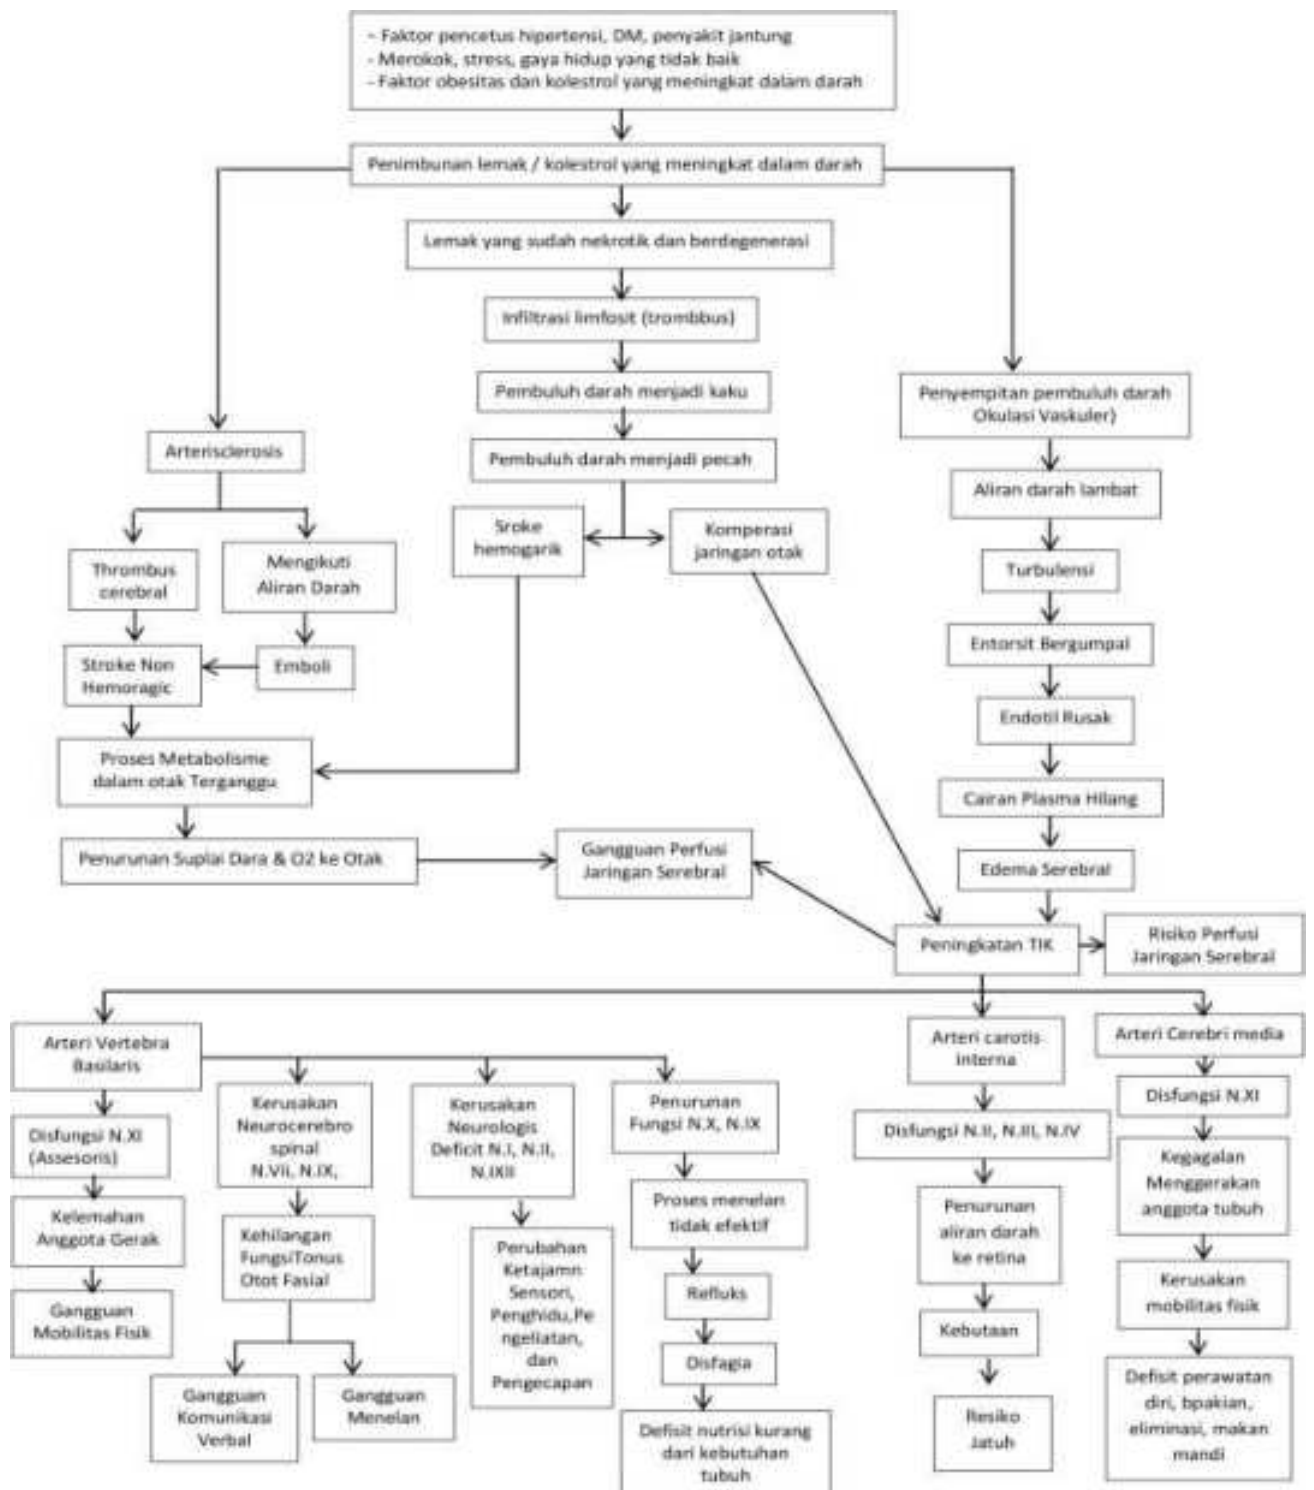 - Faktor pencetus hipertensi, DM, penyakit jantung
- Merokok, stress, gaya hidup yang tidak baik
- Faktor obesitas dan kolestrol yang meningkat dalam darah
Penimbunan lemak / kolestrol yang meningkat dalam darah
Lemak yang sudah nekrotik dan berdegenerasi
Infiltrasi limfosit (trombbus)
Pembuluh darah menjadi kaku
Penyempitan pembuluh darah
Okulasi Vaskuler)
Arterisclerosis
Pembuluh darah menjadi pecah
Aliran darah lambat
Thrombus
cerebral
Mengikuti
Aliran Darah
Sroke
hemogarik
Komperasi
jaringan otak
Turbulensi
Stroke Non
Hemoragic
Emboli
Entorsit Bergumpal
Endotil Rusak
Proses Metabolisme
dalam otak Terganggu
Cairan Plasma Hilang
Penurunan Suplai Dara & O2 ke Otak
Gangguan Perfusi
Jaringan Serebral
Edema Serebral
Peningkatan TIK
Risiko Perfusi
Jaringan Serebral
Arteri Vertebra
Basilaris
Arteri carotis
interna
Arteri Cerebri media
Disfungsi N.XI
(Assesoris)
Kerusakan
Neurocerebro
spinal
N.Vii, N.IX,
Kerusakan
Neurologis
Deficit N.I, N.II,
N.IXII
Penurunan
Fungsi N.X, N.IX
Disfungsi N.II, N.III, N.IV
Disfungsi N.XI
Kelemahan
Anggota Gerak
Kehilangan
FungsiTonus
Otot Fasial
Perubahan
Ketajamn
Sensori,
Penghidu,Pe
ngeliatan,
dan
Pengecapan
Proses menelan
tidak efektif
Penurunan
aliran darah
ke retina
Kegagalan
Menggerakan
anggota tubuh
Gangguan
Mobilitas Fisik
Refluks
Kebutaan
Kerusakan
mobilitas fisik
Gangguan
Komunikasi
Verbal
Gangguan
Menelan
Disfagia
Defisit nutrisi kurang
dari kebutuhan
tubuh
Resiko
Jatuh
Defisit perawatan
diri, bpakian,
eliminasi, makan
mandi